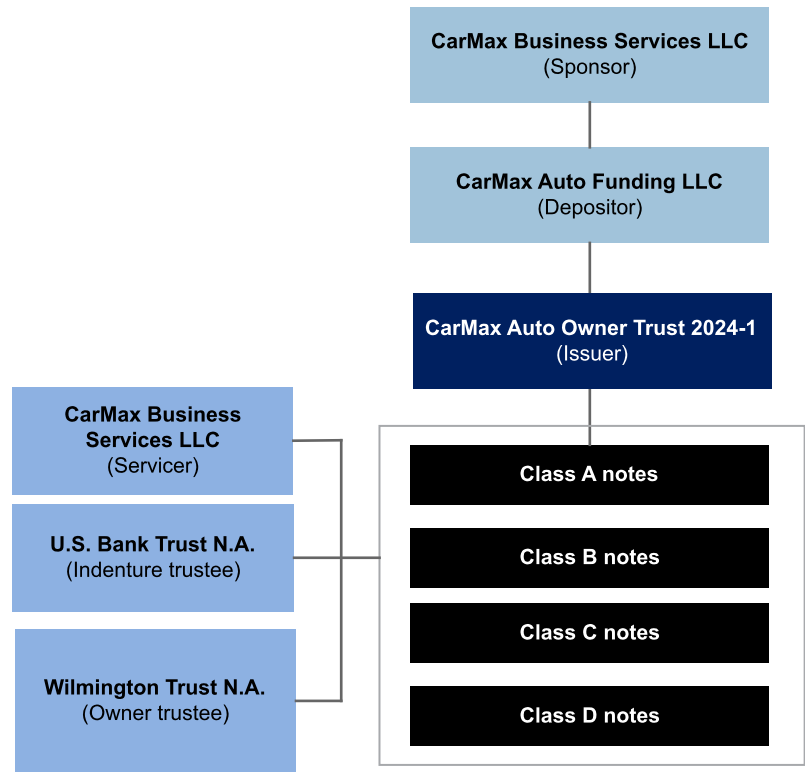 CarMax Business Services LLC
(Sponsor)
CarMax Auto Funding LLC
(Depositor)
CarMax Auto Owner Trust 2024-1
(Issuer)
CarMax Business
Services LLC
(Servicer)
U.S. Bank Trust N.A.
(Indenture trustee)
Wilmington Trust N.A.
(Owner trustee)
Class A notes
Class B notes
Class C notes
Class D notes